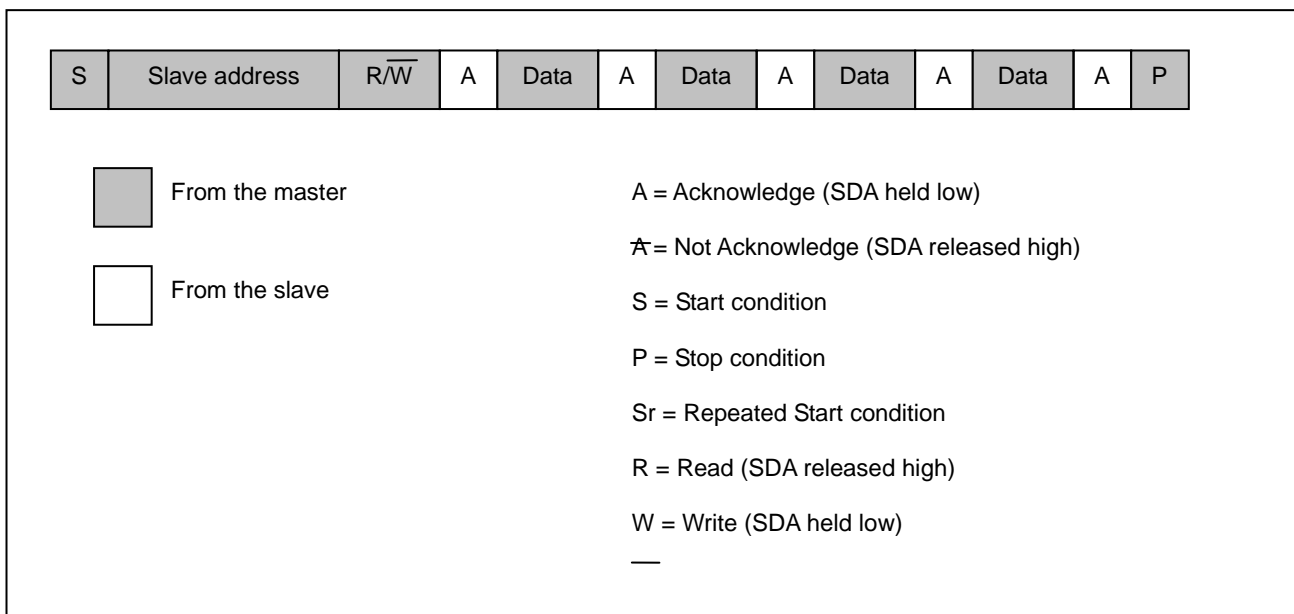 S Slave address R/W̅ A Data A Data A Data A Data A P
From the master
From the slave
A = Acknowledge (SDA held low)
A̅ = Not Acknowledge (SDA released high)
S = Start condition
P = Stop condition
Sr = Repeated Start condition
R = Read (SDA released high)
W = Write (SDA held low)